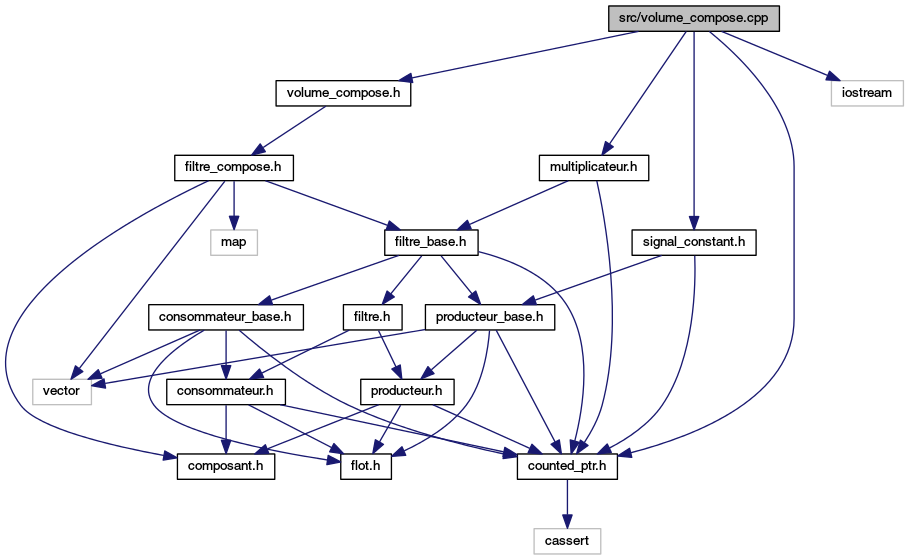 src/volume_compose.cpp
volume_compose.h
iostream
filtre_compose.h
multiplicateur.h
map
filtre_base.h
signal_constant.h
consommateur_base.h
filtre.h
producteur_base.h
vector
consommateur.h
producteur.h
composant.h
flot.h
counted_ptr.h
cassert